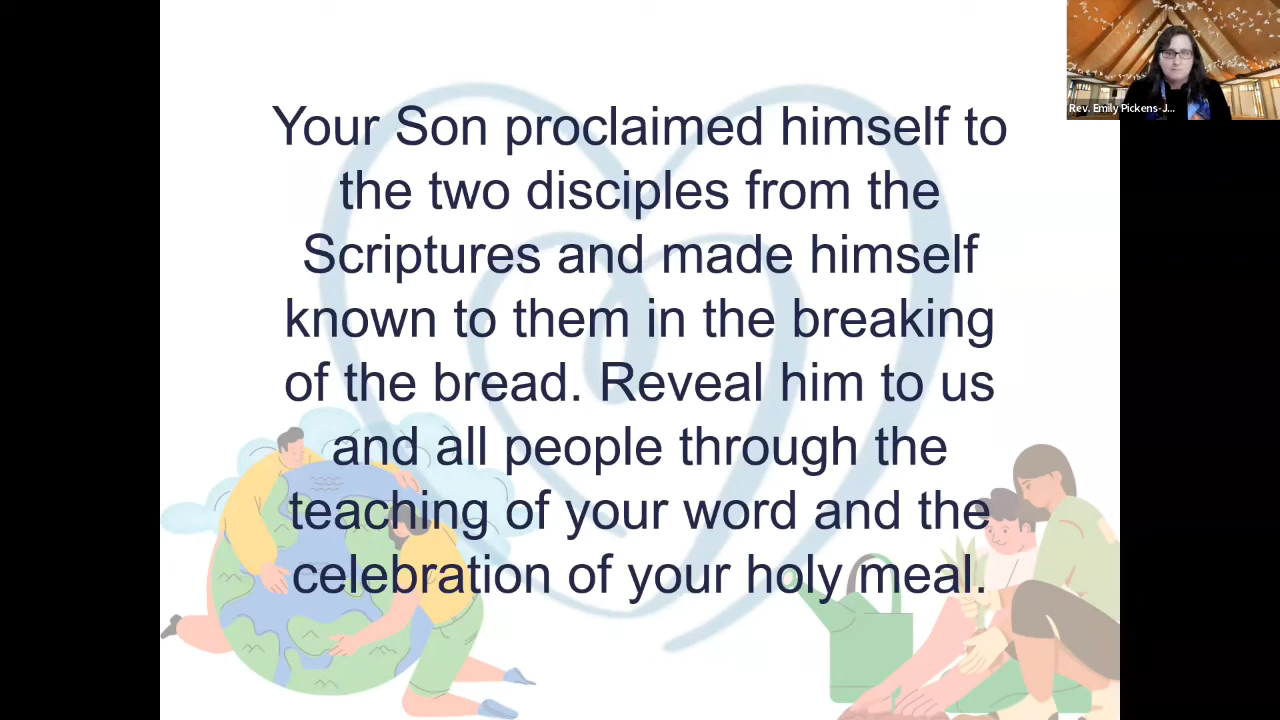 Your Son proclaimed himself to
the two disciples from the
Scriptures and made himself
known to them in the breaking
of the bread. Reveal him to us
and all people through the
teaching of your word and the
celebration of your holy meal.
Rev. Emily Pickens-J...